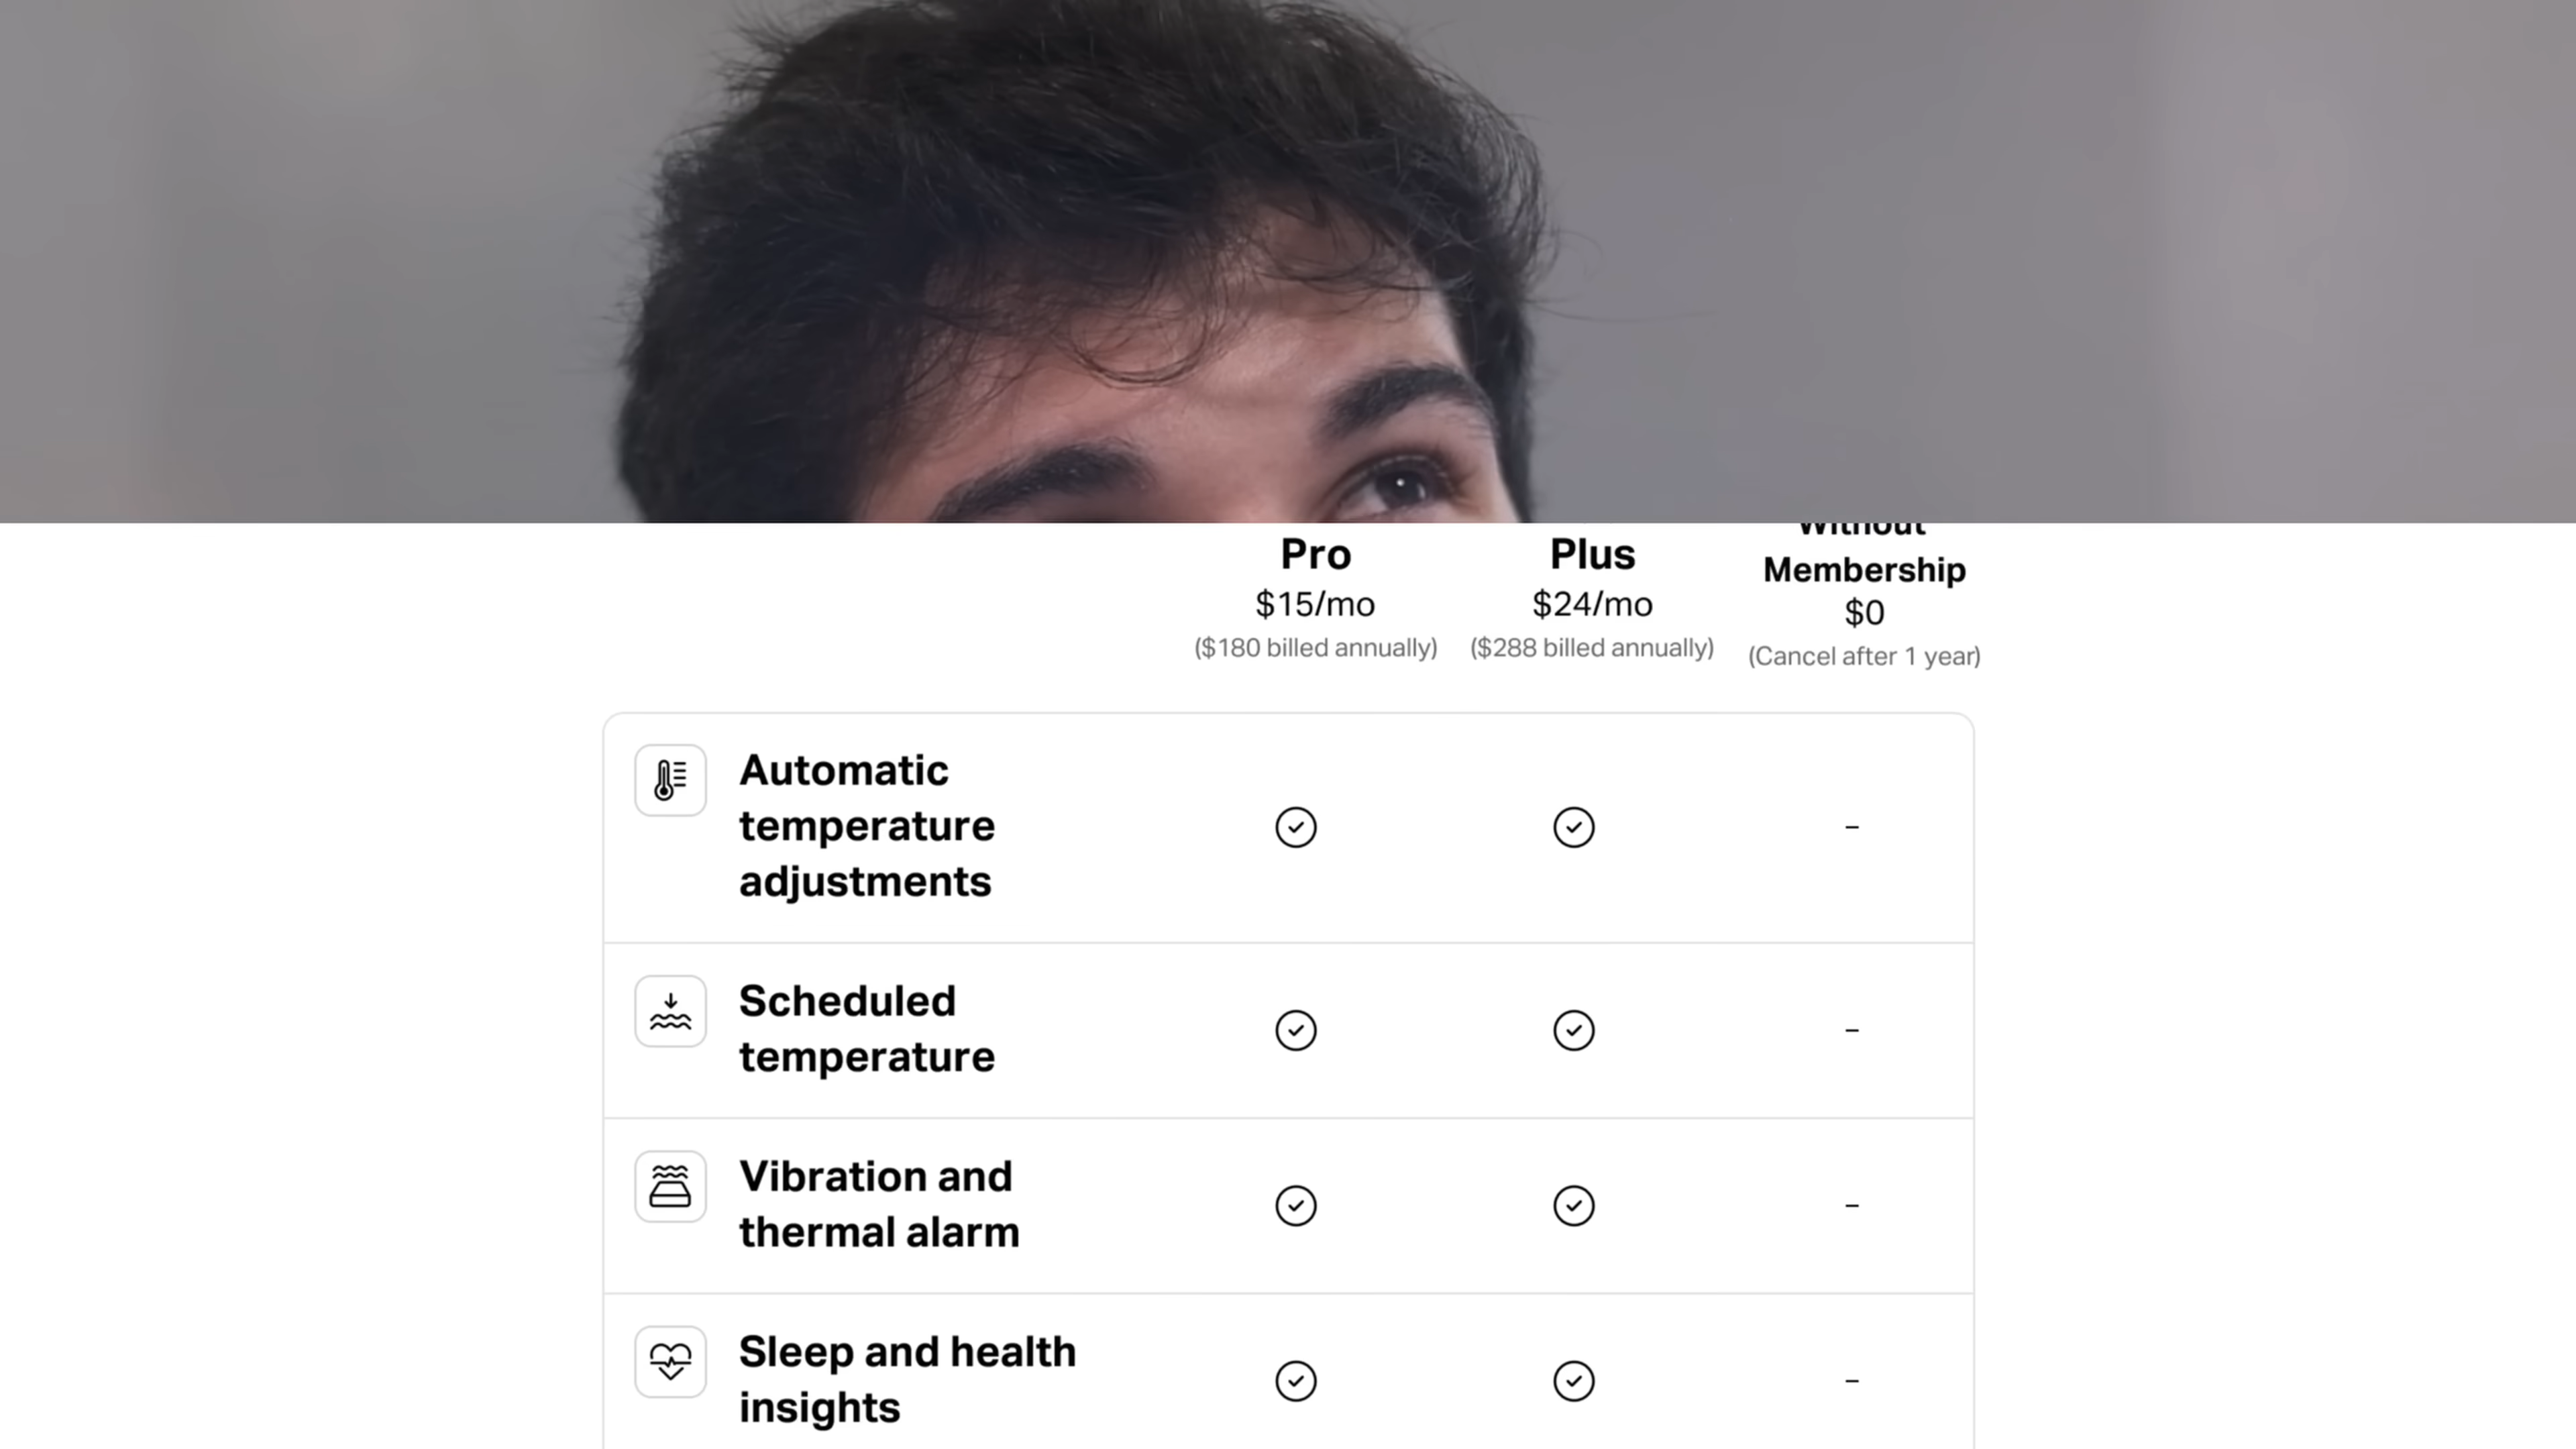 Pro
Plus
Without
Membership
$15/mo
$24/mo
$0
($180 billed annually)
($288 billed annually)
(Cancel after 1 year)
Automatic
temperature
adjustments
–
Scheduled
temperature
–
Vibration and
thermal alarm
–
Sleep and health
insights
–